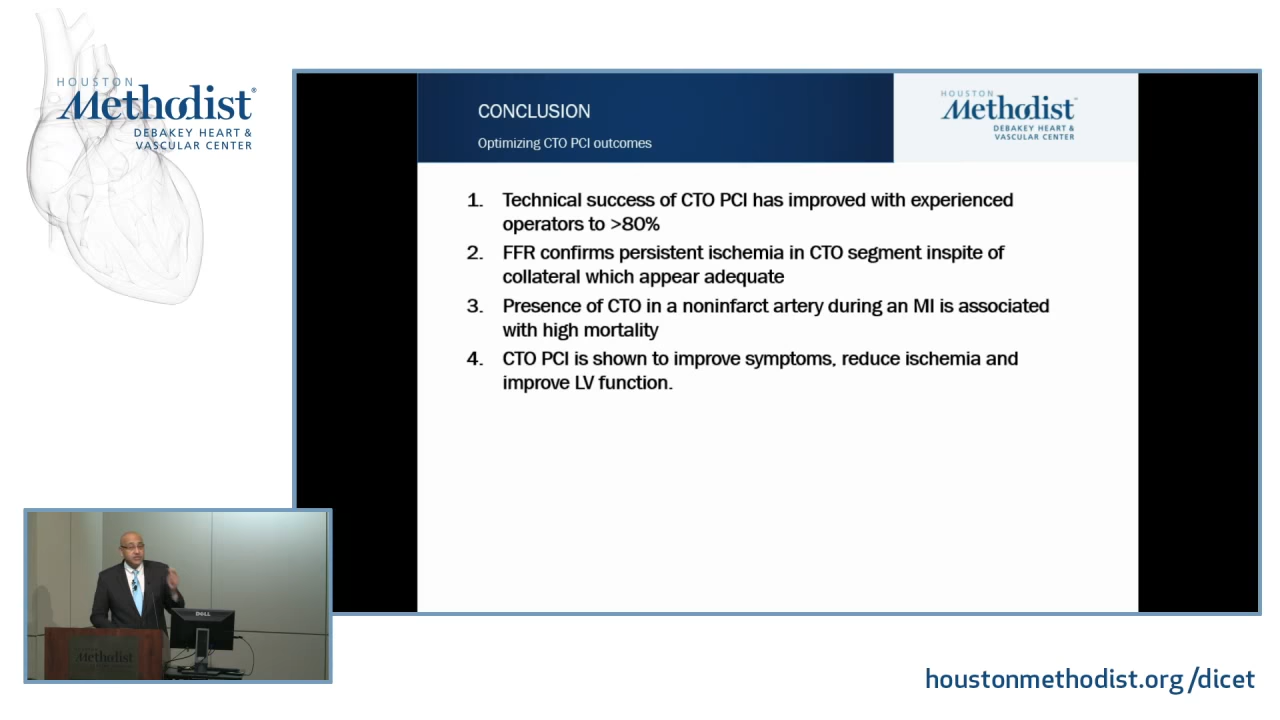 HOUSTON
Methodist®
DEBAKEY HEART &
VASCULAR CENTER
CONCLUSION
Optimizing CTO PCI outcomes
HOUSTON
Methodist
DEBAKEY HEART &
VASCULAR CENTER
1. Technical success of CTO PCI has improved with experienced
operators to >80%
2. FFR confirms persistent ischemia in CTO segment inspite of
collateral which appear adequate
3. Presence of CTO in a noninfarct artery during an MI is associated
with high mortality
4. CTO PCI is shown to improve symptoms, reduce ischemia and
improve LV function.
DELL
Methodist
houstonmethodist.org/dicet